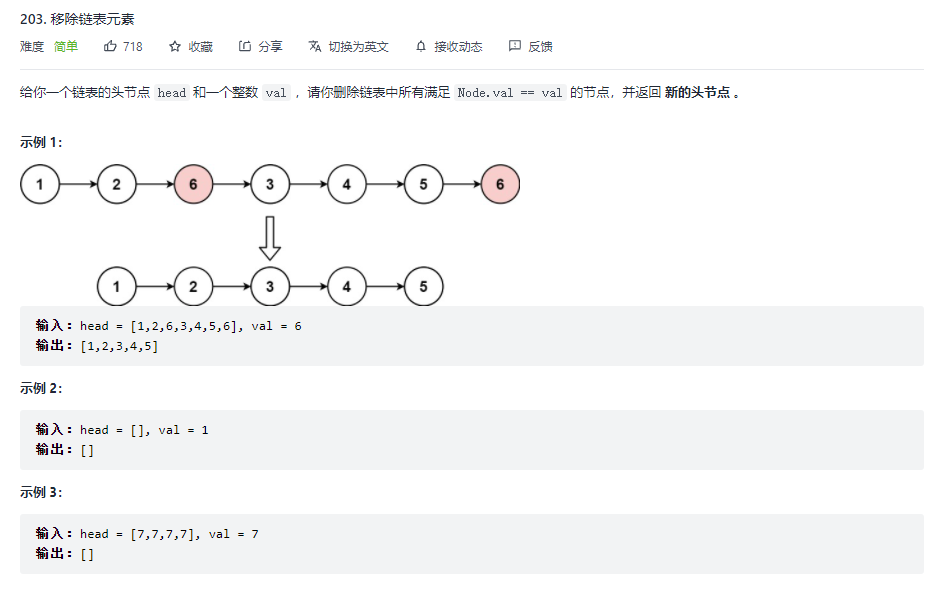 203. 移除链表元素
难度 简单 718 收藏 分享 切换为英文 接收动态 反馈
给你一个链表的头节点 head 和一个整数 val ，请你删除链表中所有满足 Node.val == val 的节点，并返回 新的头节点 。
示例 1：
1 2 6 3 4 5 6
1 2 3 4 5
输入：head = [1,2,6,3,4,5,6], val = 6
输出：[1,2,3,4,5]
示例 2：
输入：head = [], val = 1
输出：[]
示例 3：
输入：head = [7,7,7,7], val = 7
输出：[]